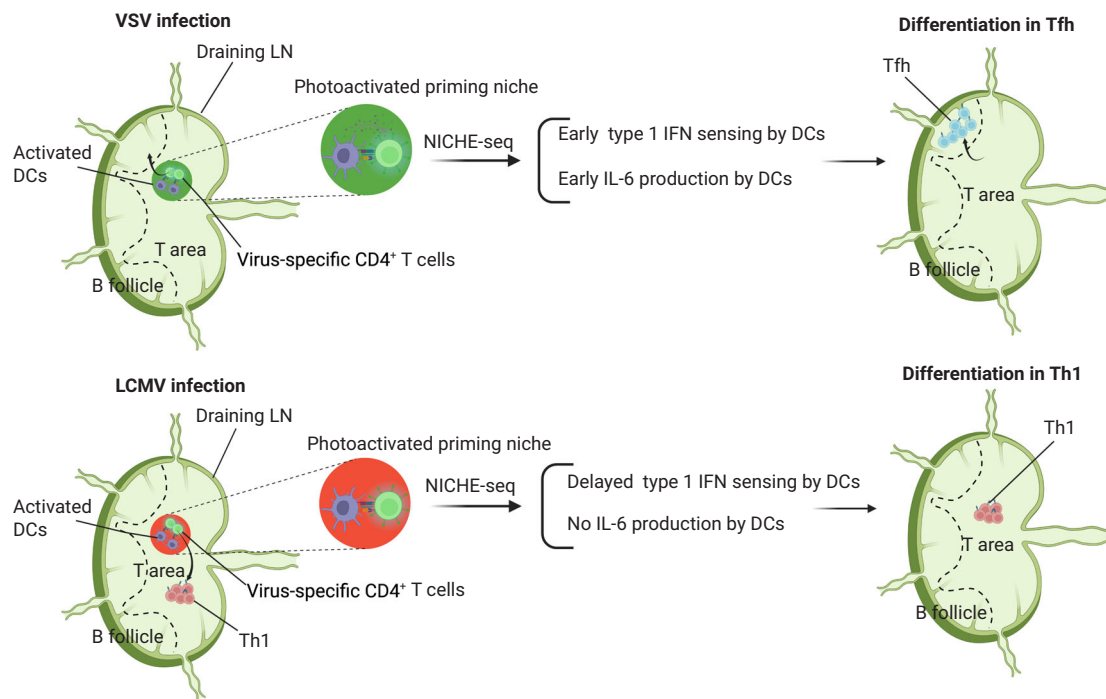 VSV infection
Draining LN
Photoactivated priming niche
Activated
DCs
NICHE-seq
Early type 1 IFN sensing by DCs
Early IL-6 production by DCs
T area
Virus-specific CD4⁺ T cells
B follicle
Differentiation in Tfh
Tfh
T area
B follicle
LCMV infection
Draining LN
Photoactivated priming niche
Activated
DCs
NICHE-seq
Delayed type 1 IFN sensing by DCs
No IL-6 production by DCs
T area
Virus-specific CD4⁺ T cells
B follicle
Th1
Differentiation in Th1
Th1
T area
B follicle